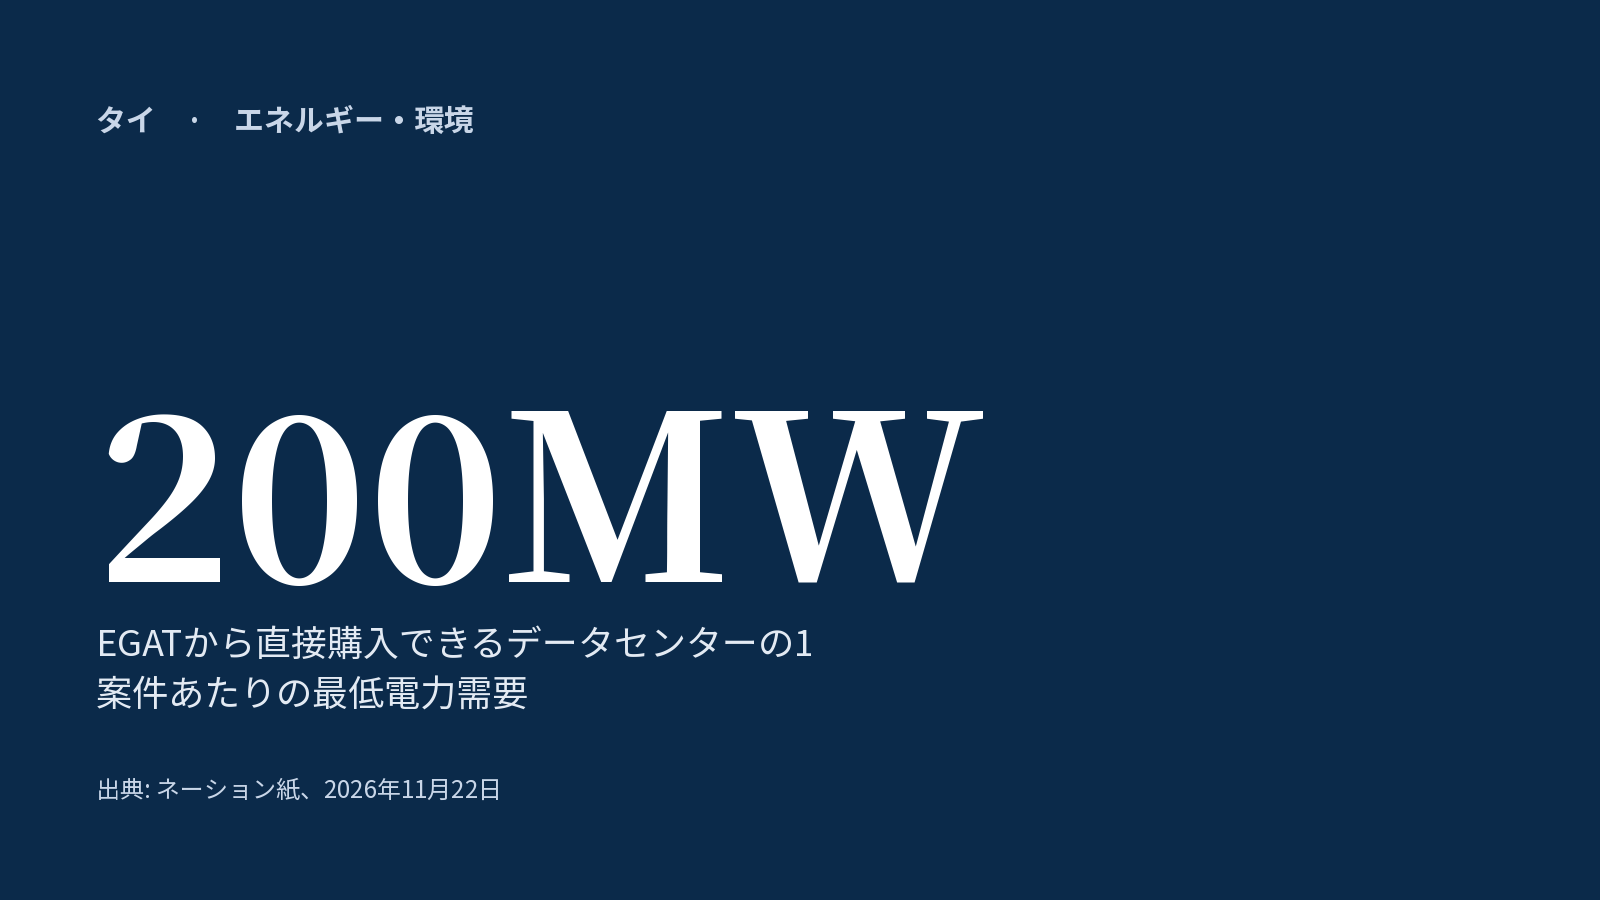 タイ · エネルギー・環境
200MW
EGATから直接購入できるデータセンターの1
案件あたりの最低電力需要
出典: ネーション紙、2026年11月22日